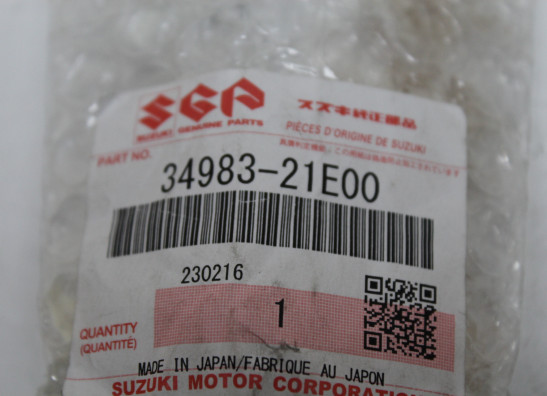 SGP
SUZUKI GENUINE PARTS
スズキ純正部品
PIÈCES D'ORIGINE DE SUZUKI
PART NO.
34983-21E00
230216
1
QUANTITY
(QUANTITÉ)
MADE IN JAPAN/FABRIQUE AU JAPON
SUZUKI MOTOR CORPORATION